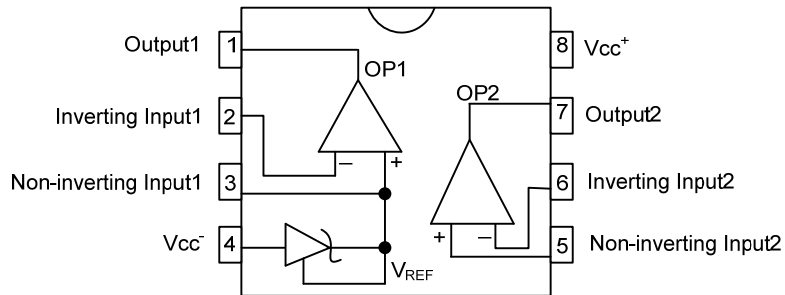 Output1 1
8 Vcc+
OP1
OP2
Inverting Input1 2
7 Output2
– +
Non-inverting Input1 3
6 Inverting Input2
Vcc- 4
+ –
5 Non-inverting Input2
VREF